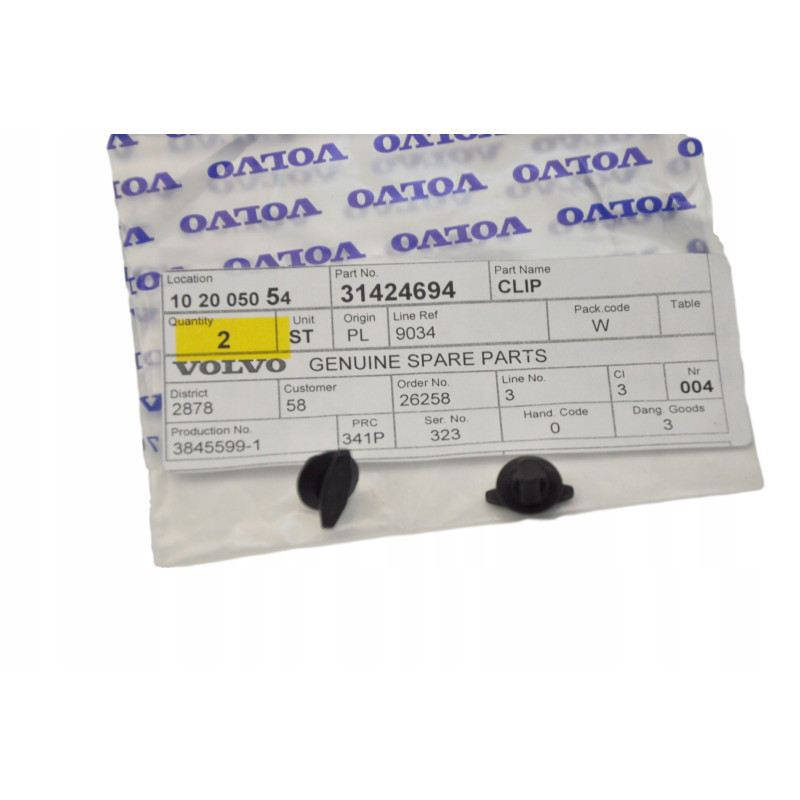 VOLVO VOLVO
VOLVO VOLVO VOLVO
VOLVO VOLVO
Location Part No. Part Name
10 20 050 54 31424694 CLIP
Quantity Unit Origin Line Ref Pack.code Table
2 ST PL 9034 W
VOLVO GENUINE SPARE PARTS
District Customer Order No. Line No. CI Nr
2878 58 26258 3 3 004
Production No. PRC Ser. No. Hand. Code Dang. Goods
3845599-1 341P 323 0 3